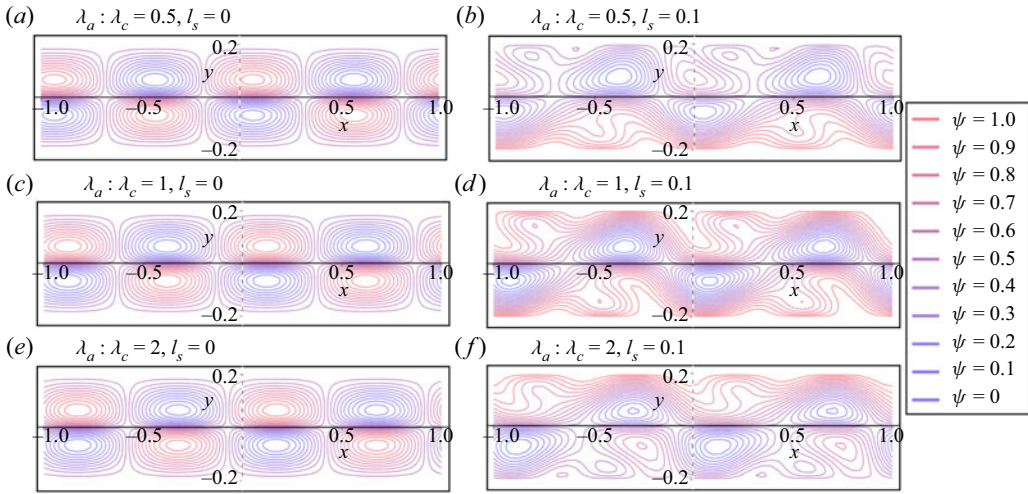 (a) λa : λc = 0.5, ls = 0
0.2
y
–1.0 –0.5 0.5 1.0
x
–0.2
(b) λa : λc = 0.5, ls = 0.1
0.2
y
–1.0 –0.5 0.5 1.0
x
–0.2
(c) λa : λc = 1, ls = 0
0.2
y
–1.0 –0.5 0.5 1.0
x
–0.2
(d) λa : λc = 1, ls = 0.1
0.2
y
–1.0 –0.5 0.5 1.0
x
–0.2
(e) λa : λc = 2, ls = 0
0.2
y
–1.0 –0.5 0.5 1.0
x
–0.2
(f) λa : λc = 2, ls = 0.1
0.2
y
–1.0 –0.5 0.5 1.0
x
–0.2
ψ = 1.0
ψ = 0.9
ψ = 0.8
ψ = 0.7
ψ = 0.6
ψ = 0.5
ψ = 0.4
ψ = 0.3
ψ = 0.2
ψ = 0.1
ψ = 0